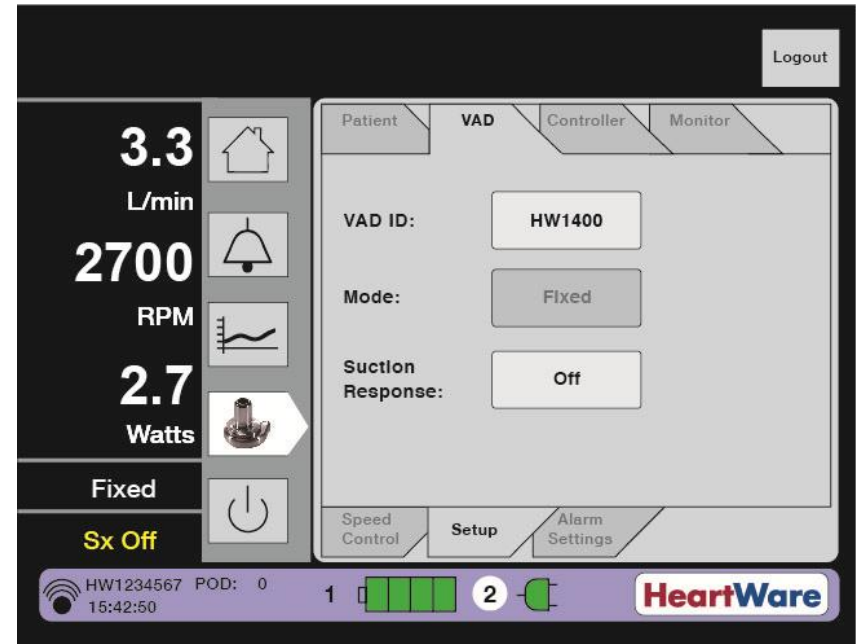 Logout
3.3
L/min
2700
RPM
2.7
Watts
Fixed
Sx Off
Patient
VAD
Controller
Monitor
VAD ID:
HW1400
Mode:
Fixed
Suction
Response:
Off
Speed
Control
Setup
Alarm
Settings
HW1234567 POD: 0
15:42:50
1
2
HeartWare